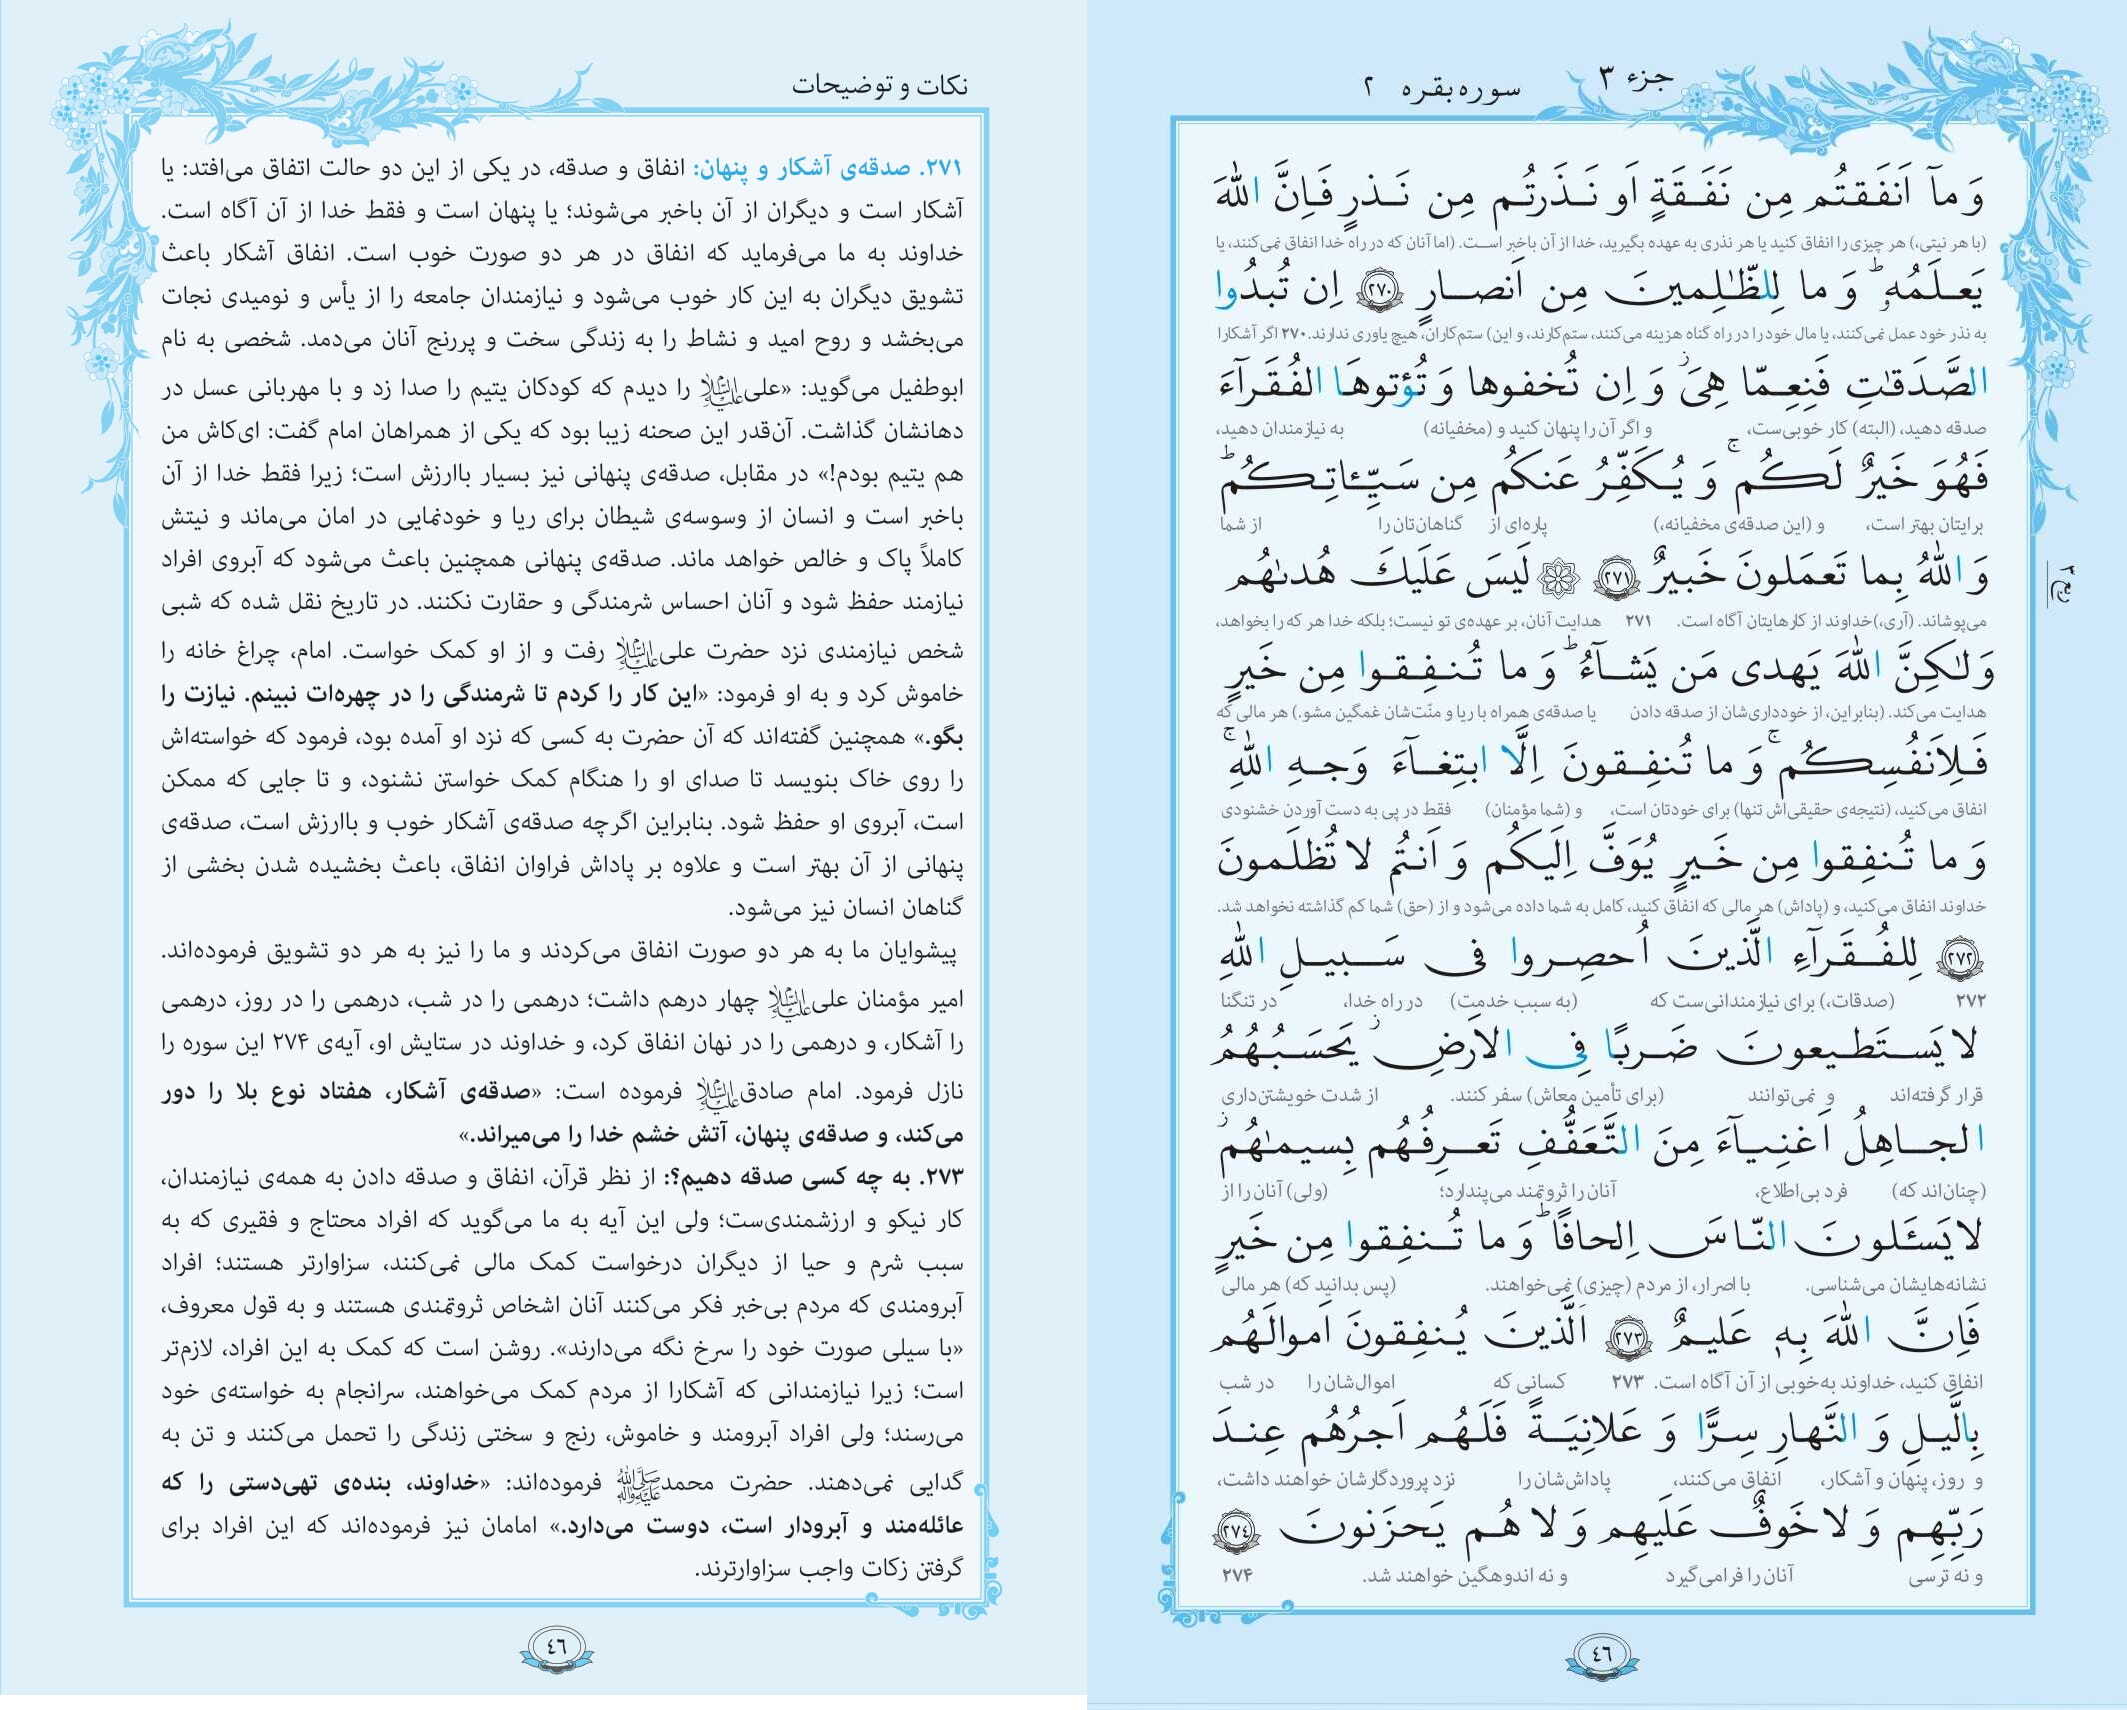 جزء ۳
سوره بقره ۲
وَ مآ اَنفَقتُم مِن نَفَقَةٍ اَو نَذَرتُم مِن نَذرٍ فَاِنَّ اللّٰهَ
(با هر نیتی،) هر چیزی را انفاق کنید یا هر نذری به عهده بگیرید، خدا از آن باخبر است. (اما آنان که در راه خدا انفاق نمی‌کنند، یا
يَعلَمُهٗ ۗ وَ ما لِلظّٰلِمينَ مِن اَنصارٍ ﴿٢٧٠﴾ اِن تُبدُوا
به نذر خود عمل نمی‌کنند، یا مال خود را در راه گناه هزینه می‌کنند، ستم‌کارند، و این) ستم‌کاران، هیچ یاوری ندارند. ۲۷۰ اگر آشکارا
الصَّدَقٰتِ فَنِعِمّا هِیَ ۖ وَ اِن تُخفوها وَ تُؤتوهَا الفُقَرآءَ
صدقه دهید، (البته) کار خوبی‌ست، و اگر آن را پنهان کنید و (مخفیانه) به نیازمندان دهید،
فَهُوَ خَيرٌ لَكُم ۚ وَ يُكَفِّرُ عَنكُم مِن سَيِّـٔاتِكُم ۗ
برایتان بهتر است، و (این صدقه‌ی مخفیانه،) پاره‌ای از گناهان‌تان را از شما
وَ اللّٰهُ بِما تَعمَلونَ خَبيرٌ ﴿٢٧١﴾ ۞ لَيسَ عَلَيكَ هُدىٰهُم
می‌پوشاند. (آری،) خداوند از کارهایتان آگاه است. ۲۷۱ هدایت آنان، بر عهده‌ی تو نیست؛ بلکه خدا هر که را بخواهد،
وَ لٰكِنَّ اللّٰهَ يَهدی مَن يَشآءُ ۗ وَ ما تُنفِقوا مِن خَيرٍ
هدایت می‌کند. (بنابراین، از خودداری‌شان از صدقه دادن یا صدقه‌ی همراه با ریا و منّت‌شان غمگین مشو.) هر مالی که
فَلِاَنفُسِكُم ۚ وَ ما تُنفِقونَ اِلَّا ابتِغآءَ وَجهِ اللّٰهِ ۚ
انفاق می‌کنید، (نتیجه‌ی حقیقی‌اش تنها) برای خودتان است، و (شما مؤمنان) فقط در پی به دست آوردن خشنودی
وَ ما تُنفِقوا مِن خَيرٍ يُوَفَّ اِلَيكُم وَ اَنتُم لا تُظلَمونَ
خداوند انفاق می‌کنید، و (پاداش) هر مالی که انفاق کنید، کامل به شما داده می‌شود و از (حق) شما کم گذاشته نخواهد شد.
﴿٢٧٢﴾ لِلفُقَرآءِ الَّذينَ اُحصِروا فی سَبيلِ اللّٰهِ
۲۷۲ (صدقات،) برای نیازمندانی‌ست که (به سبب خدمت) در راه خدا، در تنگنا
لا يَستَطيعونَ ضَربًا فِی الاَرضِ ۖ يَحسَبُهُمُ
قرار گرفته‌اند و نمی‌توانند (برای تأمین معاش) سفر کنند. از شدت خویشتن‌داری
الجاهِلُ اَغنِيآءَ مِنَ التَّعَفُّفِ تَعرِفُهُم بِسيمٰهُم ۖ
(چنان‌اند که) فرد بی‌اطلاع، آنان را ثروتمند می‌پندارد؛ (ولی) آنان را از
لا يَسـَٔلونَ النّاسَ اِلحافًا ۗ وَ ما تُنفِقوا مِن خَيرٍ
نشانه‌هایشان می‌شناسی. با اصرار، از مردم (چیزی) نمی‌خواهند. (پس بدانید که) هر مالی
فَاِنَّ اللّٰهَ بِهٖ عَليمٌ ﴿٢٧٣﴾ اَلَّذينَ يُنفِقونَ اَموالَهُم
انفاق کنید، خداوند به‌خوبی از آن آگاه است. ۲۷۳ کسانی که اموال‌شان را در شب
بِالَّيلِ وَ النَّهارِ سِرًّا وَ عَلانِيَةً فَلَهُم اَجرُهُم عِندَ
و روز، پنهان و آشکار، انفاق می‌کنند، پاداش‌شان را نزد پروردگارشان خواهند داشت،
رَبِّهِم وَ لا خَوفٌ عَلَيهِم وَ لا هُم يَحزَنونَ ﴿٢٧٤﴾
و نه ترسی آنان را فرامی‌گیرد و نه اندوهگین خواهند شد. ۲۷۴
ربع ۳
٤٦
نکات و توضیحات
۲۷۱. صدقه‌ی آشکار و پنهان: انفاق و صدقه، در یکی از این دو حالت اتفاق می‌افتد: یا
آشکار است و دیگران از آن باخبر می‌شوند؛ یا پنهان است و فقط خدا از آن آگاه است.
خداوند به ما می‌فرماید که انفاق در هر دو صورت خوب است. انفاق آشکار باعث
تشویق دیگران به این کار خوب می‌شود و نیازمندان جامعه را از یأس و نومیدی نجات
می‌بخشد و روح امید و نشاط را به زندگی سخت و پررنج آنان می‌دمد. شخصی به نام
ابوطفیل می‌گوید: «علی علیه‌السلام را دیدم که کودکان یتیم را صدا زد و با مهربانی عسل در
دهانشان گذاشت. آن‌قدر این صحنه زیبا بود که یکی از همراهان امام گفت: ای‌کاش من
هم یتیم بودم!» در مقابل، صدقه‌ی پنهانی نیز بسیار باارزش است؛ زیرا فقط خدا از آن
باخبر است و انسان از وسوسه‌ی شیطان برای ریا و خودنمایی در امان می‌ماند و نیتش
کاملاً پاک و خالص خواهد ماند. صدقه‌ی پنهانی همچنین باعث می‌شود که آبروی افراد
نیازمند حفظ شود و آنان احساس شرمندگی و حقارت نکنند. در تاریخ نقل شده که شبی
شخص نیازمندی نزد حضرت علی علیه‌السلام رفت و از او کمک خواست. امام، چراغ خانه را
خاموش کرد و به او فرمود: «این کار را کردم تا شرمندگی را در چهره‌ات نبینم. نیازت را
بگو.» همچنین گفته‌اند که آن حضرت به کسی که نزد او آمده بود، فرمود که خواسته‌اش
را روی خاک بنویسد تا صدای او را هنگام کمک خواستن نشنود، و تا جایی که ممکن
است، آبروی او حفظ شود. بنابراین اگرچه صدقه‌ی آشکار خوب و باارزش است، صدقه‌ی
پنهانی از آن بهتر است و علاوه بر پاداش فراوان انفاق، باعث بخشیده شدن بخشی از
گناهان انسان نیز می‌شود.
پیشوایان ما به هر دو صورت انفاق می‌کردند و ما را نیز به هر دو تشویق فرموده‌اند.
امیر مؤمنان علی علیه‌السلام چهار درهم داشت؛ درهمی را در شب، درهمی را در روز، درهمی
را آشکار، و درهمی را در نهان انفاق کرد، و خداوند در ستایش او، آیه‌ی ۲۷۴ این سوره را
نازل فرمود. امام صادق علیه‌السلام فرموده است: «صدقه‌ی آشکار، هفتاد نوع بلا را دور
می‌کند، و صدقه‌ی پنهان، آتش خشم خدا را می‌میراند.»
۲۷۳. به چه کسی صدقه دهیم؟: از نظر قرآن، انفاق و صدقه دادن به همه‌ی نیازمندان،
کار نیکو و ارزشمندی‌ست؛ ولی این آیه به ما می‌گوید که افراد محتاج و فقیری که به
سبب شرم و حیا از دیگران درخواست کمک مالی نمی‌کنند، سزاوارتر هستند؛ افراد
آبرومندی که مردم بی‌خبر فکر می‌کنند آنان اشخاص ثروتمندی هستند و به قول معروف،
«با سیلی صورت خود را سرخ نگه می‌دارند». روشن است که کمک به این افراد، لازم‌تر
است؛ زیرا نیازمندانی که آشکارا از مردم کمک می‌خواهند، سرانجام به خواسته‌ی خود
می‌رسند؛ ولی افراد آبرومند و خاموش، رنج و سختی زندگی را تحمل می‌کنند و تن به
گدایی نمی‌دهند. حضرت محمد صلی‌الله‌علیه‌وآله فرموده‌اند: «خداوند، بنده‌ی تهی‌دستی را که
عائله‌مند و آبرودار است، دوست می‌دارد.» امامان نیز فرموده‌اند که این افراد برای
گرفتن زکات واجب سزاوارترند.
٤٦